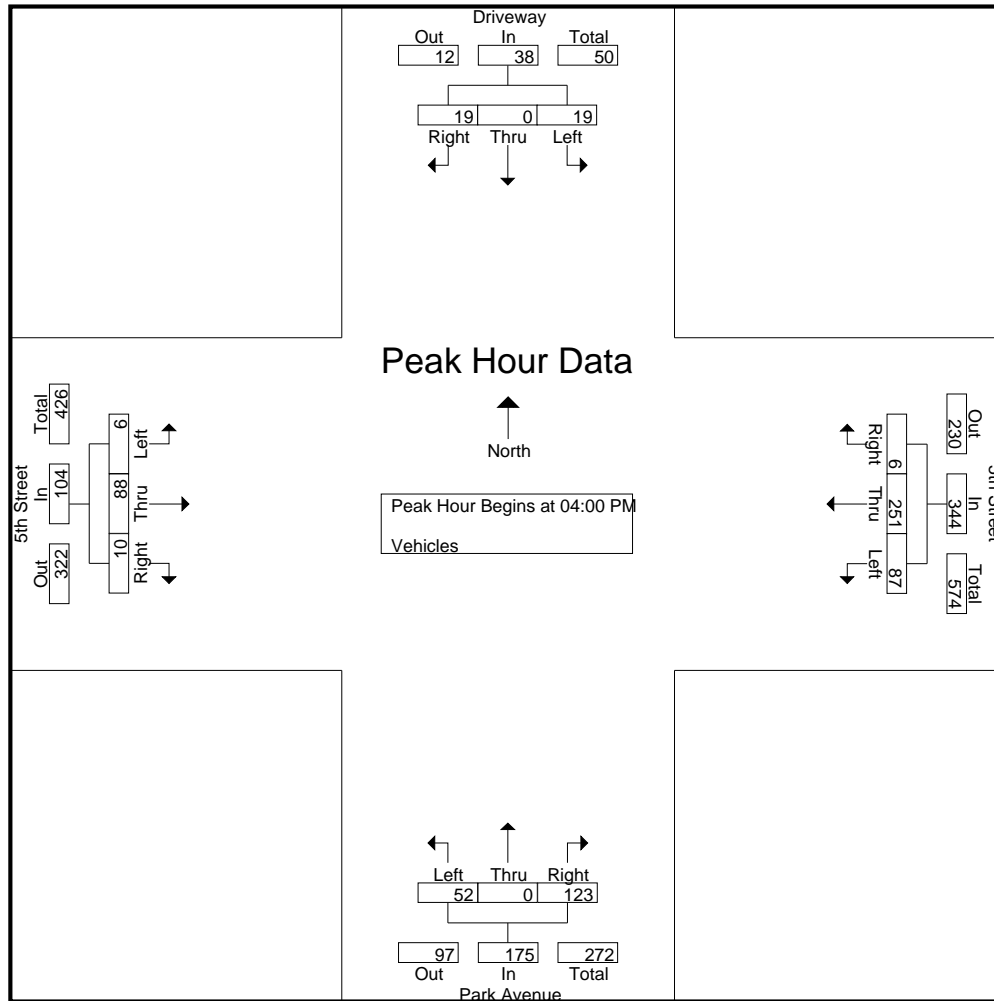 Driveway
Out In Total
12 38 50
19 0 19
Right Thru Left
Peak Hour Data
North
Peak Hour Begins at 04:00 PM
Vehicles
5th Street
Out In Total
322 104 426
6 88 10
Left Thru Right
Street
Out In Total
230 344 574
6 251 87
Right Thru Left
Left Thru Right
52 0 123
97 175 272
Out In Total
Park Avenue